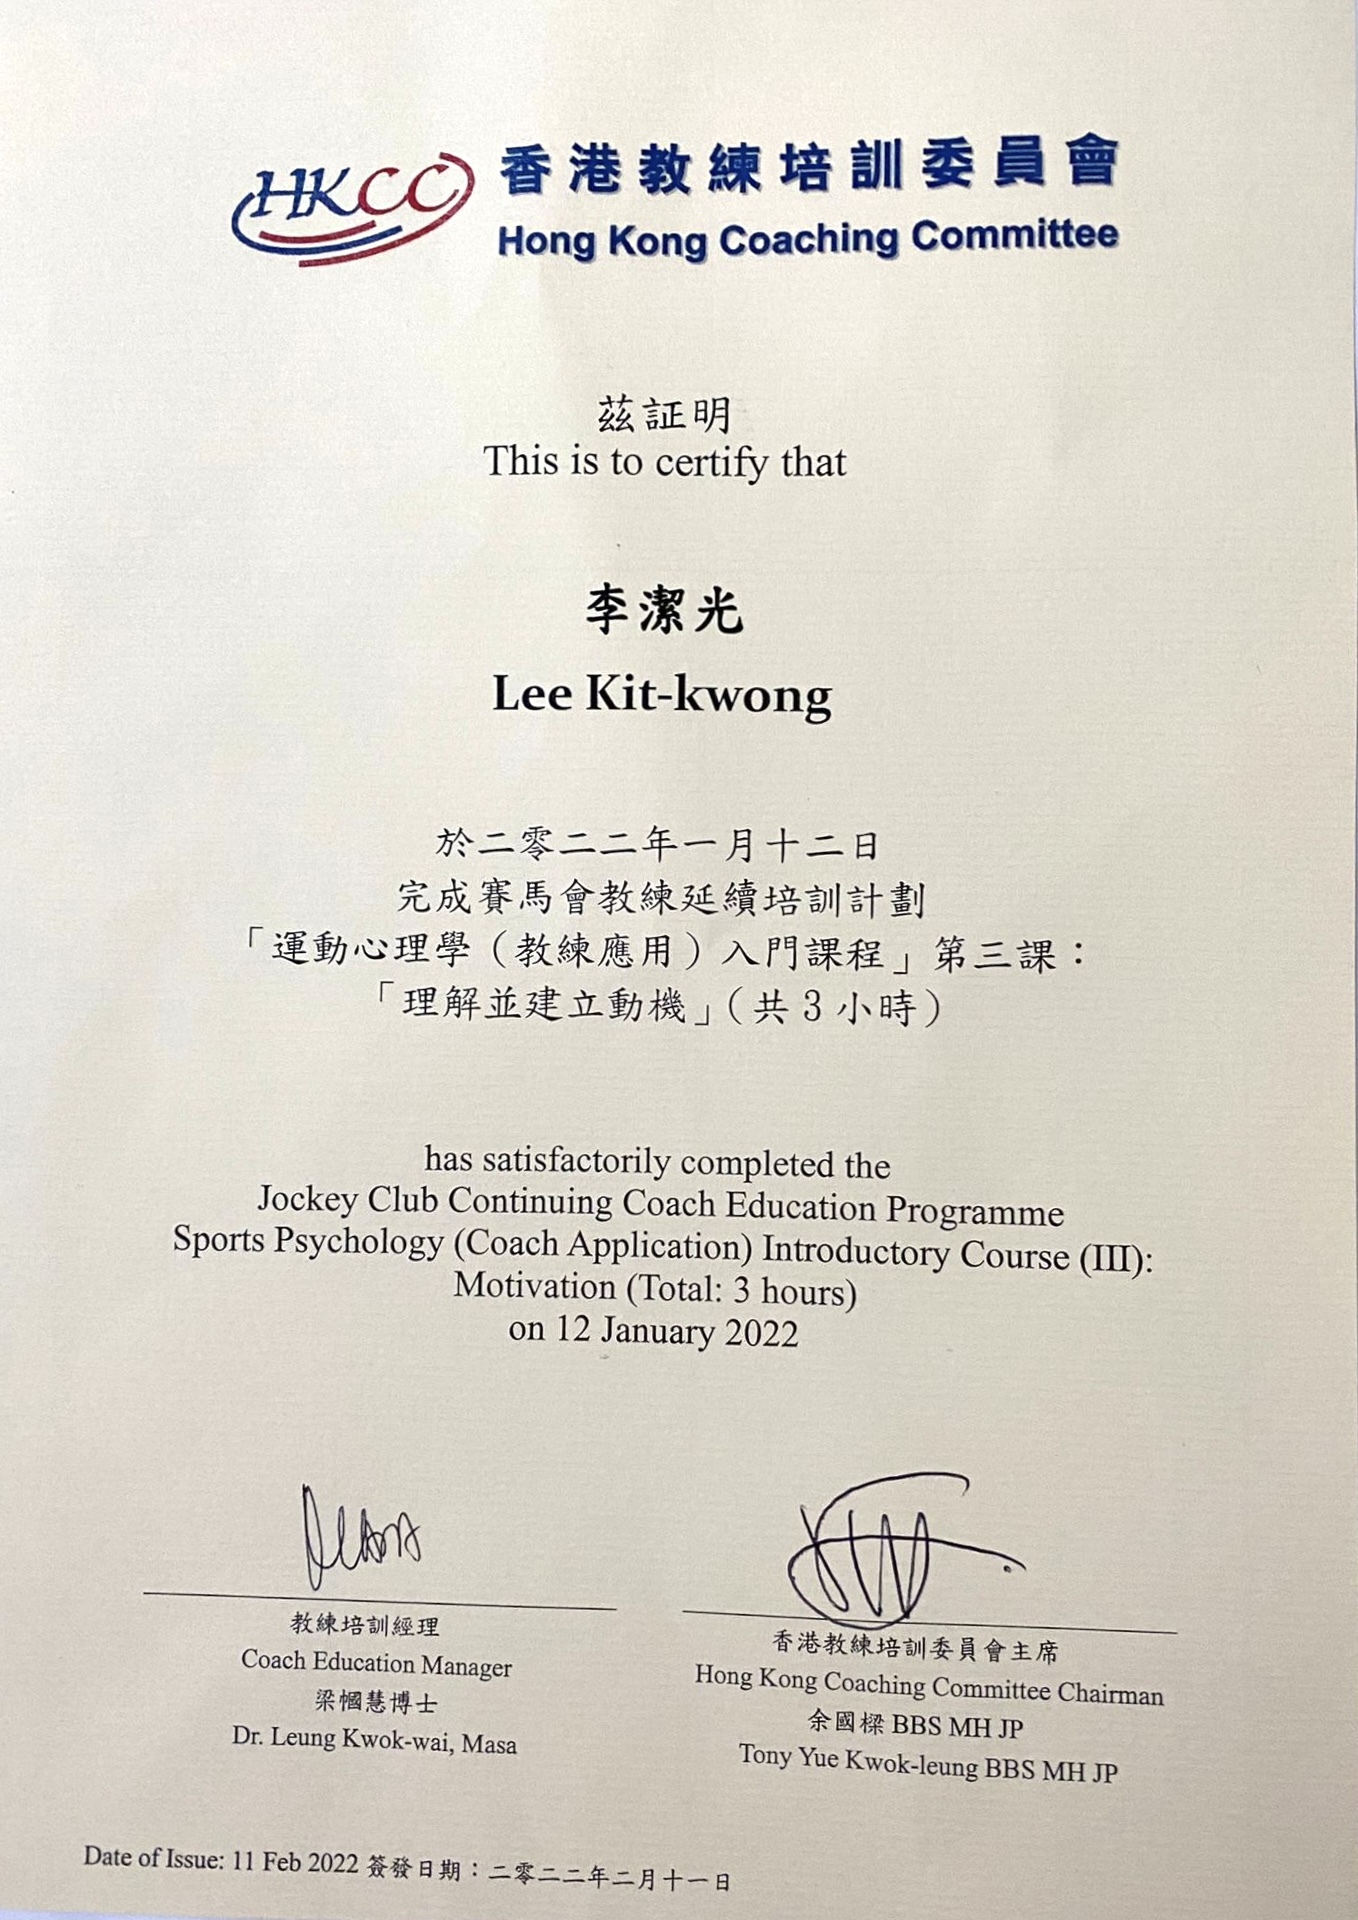 HKCC
香港教練培訓委員會
Hong Kong Coaching Committee
茲証明
This is to certify that
李潔光
Lee Kit-kwong
於二零二二年一月十二日
完成賽馬會教練延續培訓計劃
「運動心理學（教練應用）入門課程」第三課：
「理解並建立動機」（共 3 小時）
has satisfactorily completed the
Jockey Club Continuing Coach Education Programme
Sports Psychology (Coach Application) Introductory Course (III):
Motivation (Total: 3 hours)
on 12 January 2022
教練培訓經理
Coach Education Manager
梁幗慧博士
Dr. Leung Kwok-wai, Masa
香港教練培訓委員會主席
Hong Kong Coaching Committee Chairman
余國樑 BBS MH JP
Tony Yue Kwok-leung BBS MH JP
Date of Issue: 11 Feb 2022 簽發日期：二零二二年二月十一日